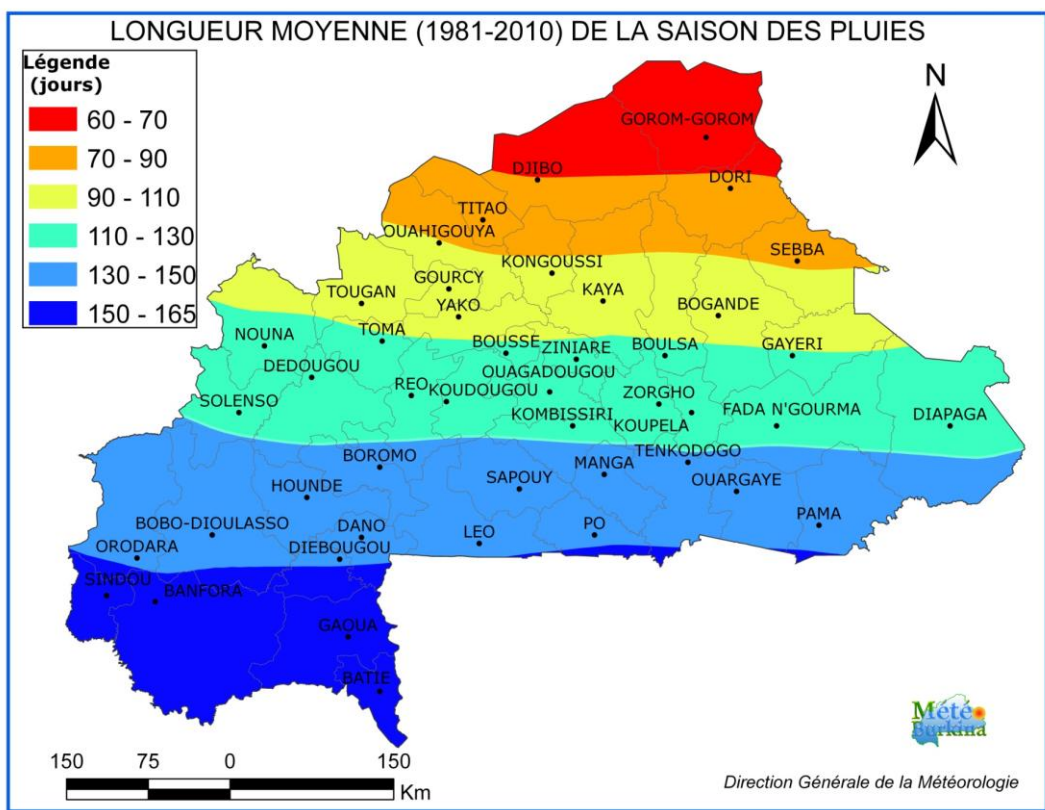 LONGUEUR MOYENNE (1981-2010) DE LA SAISON DES PLUIES
Légende
(jours)
60 - 70
70 - 90
90 - 110
110 - 130
130 - 150
150 - 165
N
GOROM-GOROM
DJIBO
DORI
TITAO
OUAHIGOUYA
SEBBA
KONGOUSSI
GOURCY
KAYA
TOUGAN
YAKO
BOGANDE
TOMA
NOUNA
BOUSSE
ZINIARE
BOULSA
GAYERI
DEDOUGOU
OUAGADOUGOU
REO
KOUDOUGOU
ZORGHO
SOLENSO
KOMBISSIRI
KOUPELA
FADA N'GOURMA
DIAPAGA
BOROMO
MANGA
TENKODOGO
HOUNDE
SAPOUY
OUARGAYE
BOBO-DIOULASSO
DANO
LEO
PO
PAMA
ORODARA
DIEBOUGOU
SINDOU
BANFORA
GAOUA
BATIE
150 75 0 150
Km
Météo
Burkina
Direction Générale de la Météorologie